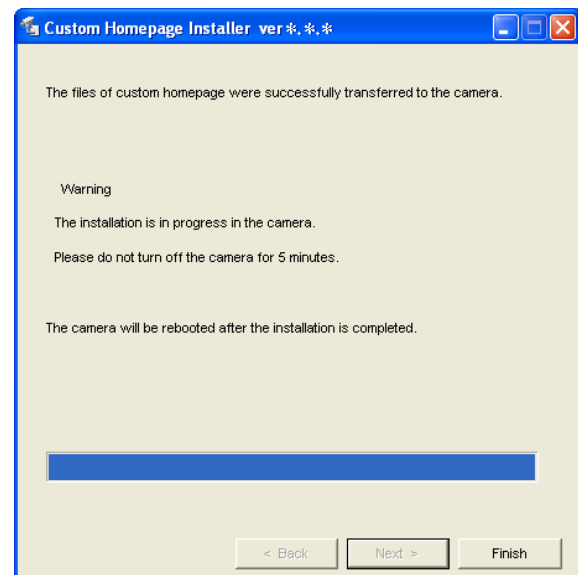 Custom Homepage Installer ver*.*.*
The files of custom homepage were successfully transferred to the camera.
Warning
The installation is in progress in the camera.
Please do not turn off the camera for 5 minutes.
The camera will be rebooted after the installation is completed.
< Back Next > Finish